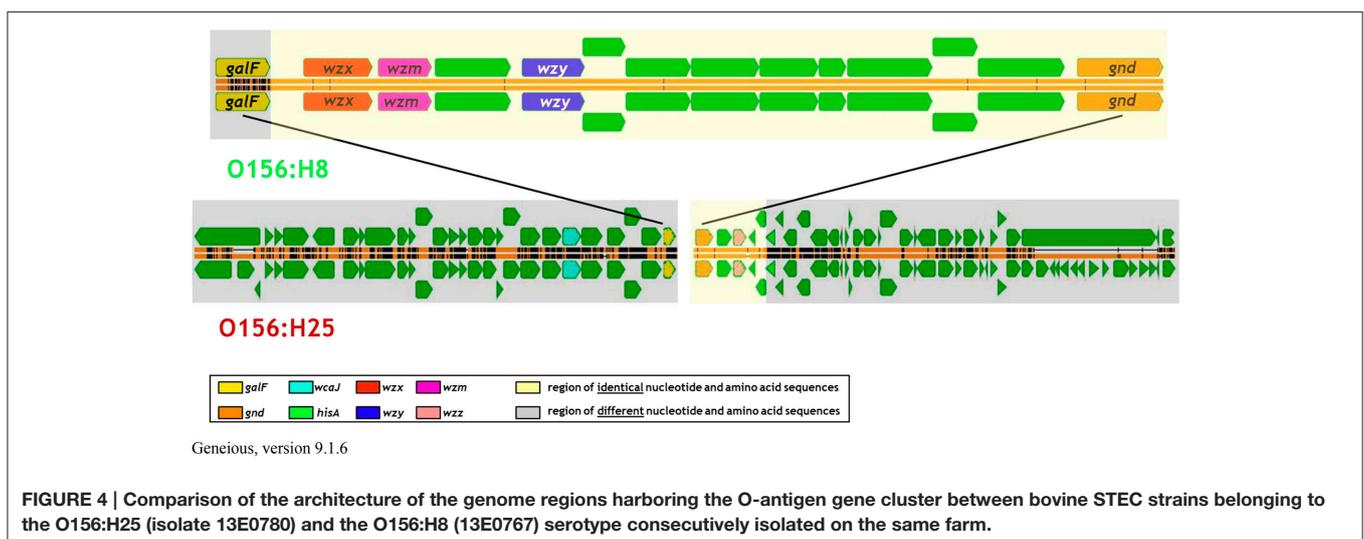 galF wzx wzm wzy gnd
galF wzx wzm wzy gnd
O156:H8
O156:H25
galF wcaJ wzx wzm region of identical nucleotide and amino acid sequences
gnd hisA wzy wzz region of different nucleotide and amino acid sequences
Geneious, version 9.1.6
FIGURE 4 | Comparison of the architecture of the genome regions harboring the O-antigen gene cluster between bovine STEC strains belonging to
the O156:H25 (isolate 13E0780) and the O156:H8 (13E0767) serotype consecutively isolated on the same farm.